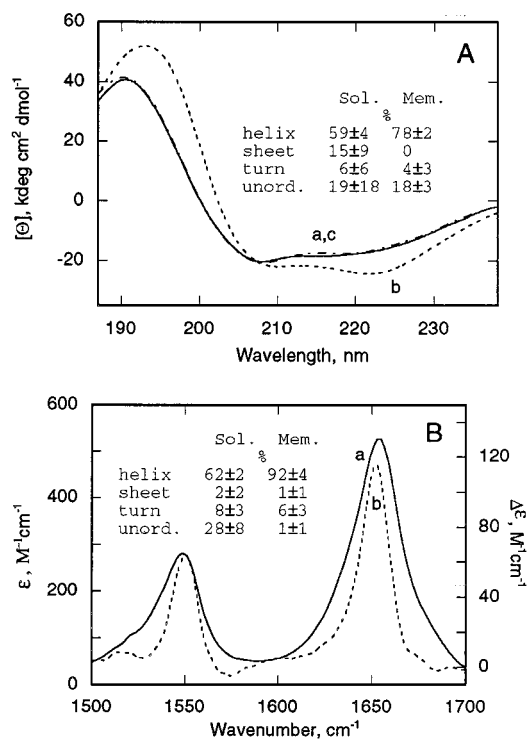 A
60
40
20
0
-20
[Θ], kdeg cm² dmol⁻¹
Sol. Mem.
%
helix 59±4 78±2
sheet 15±9 0
turn 6±6 4±3
unord. 19±18 18±3
a,c
b
190 200 210 220 230
Wavelength, nm
B
600
400
200
0
ε, M⁻¹cm⁻¹
Sol. Mem.
%
helix 62±2 92±4
sheet 2±2 1±1
turn 8±3 6±3
unord. 28±8 1±1
a
b
120
80
40
0
Δε, M⁻¹cm⁻¹
1500 1550 1600 1650 1700
Wavenumber, cm⁻¹